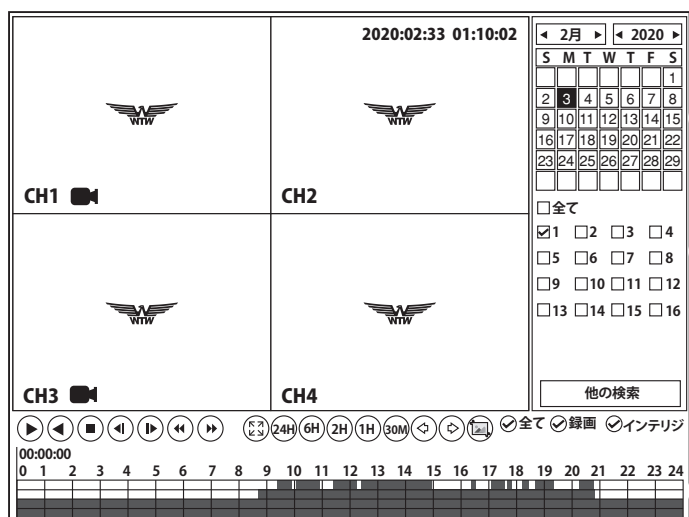 2020:02:33 01:10:02
WTW
WTW
CH1
CH2
WTW
WTW
CH3
CH4
2月 2020
S M T W T F S
1
2 3 4 5 6 7 8
9 10 11 12 13 14 15
16 17 18 19 20 21 22
23 24 25 26 27 28 29
全て
1 2 3 4
5 6 7 8
9 10 11 12
13 14 15 16
他の検索
24H 6H 2H 1H 30M 全て 録画 インテリジ
00:00:00
0 1 2 3 4 5 6 7 8 9 10 11 12 13 14 15 16 17 18 19 20 21 22 23 24